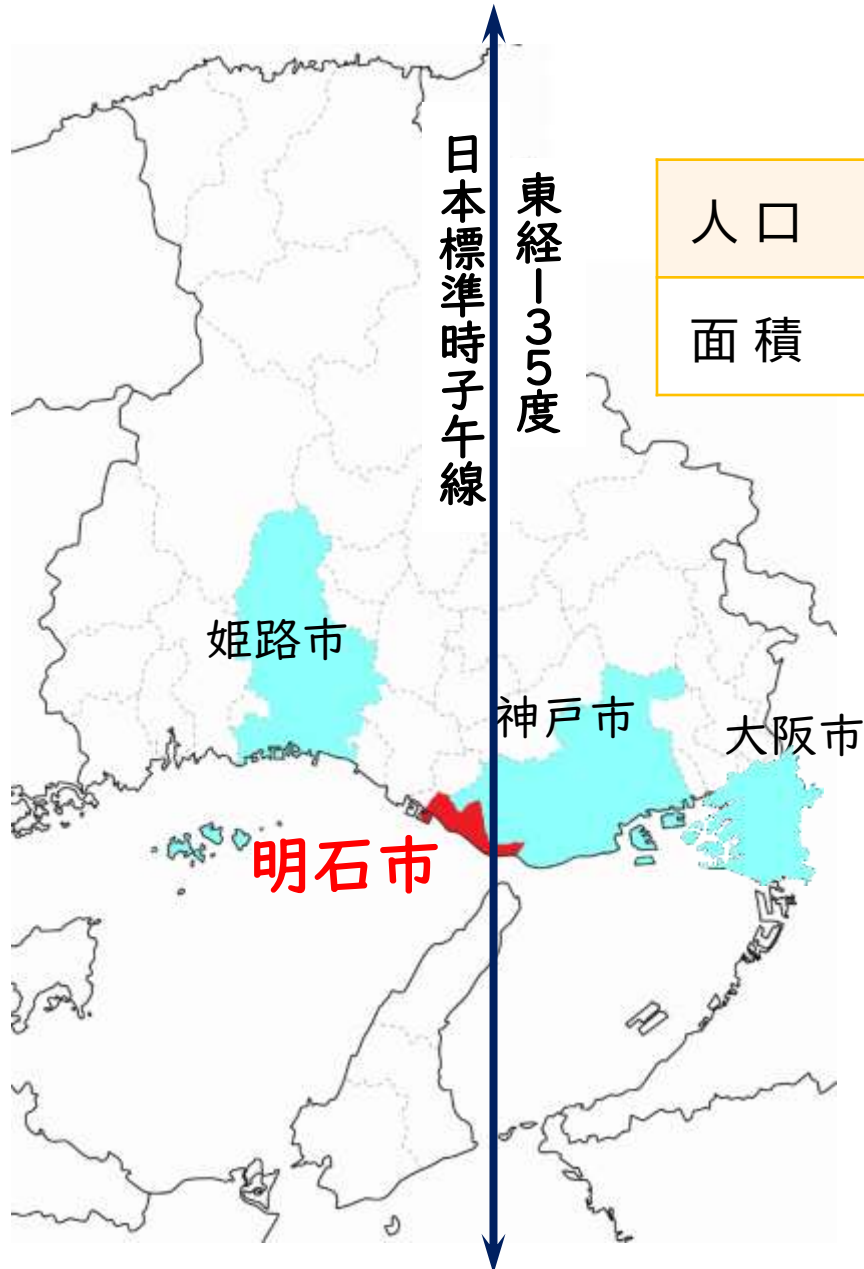 日本標準時子午線
東経135度
人口
面積
姫路市
神戸市
大阪市
明石市